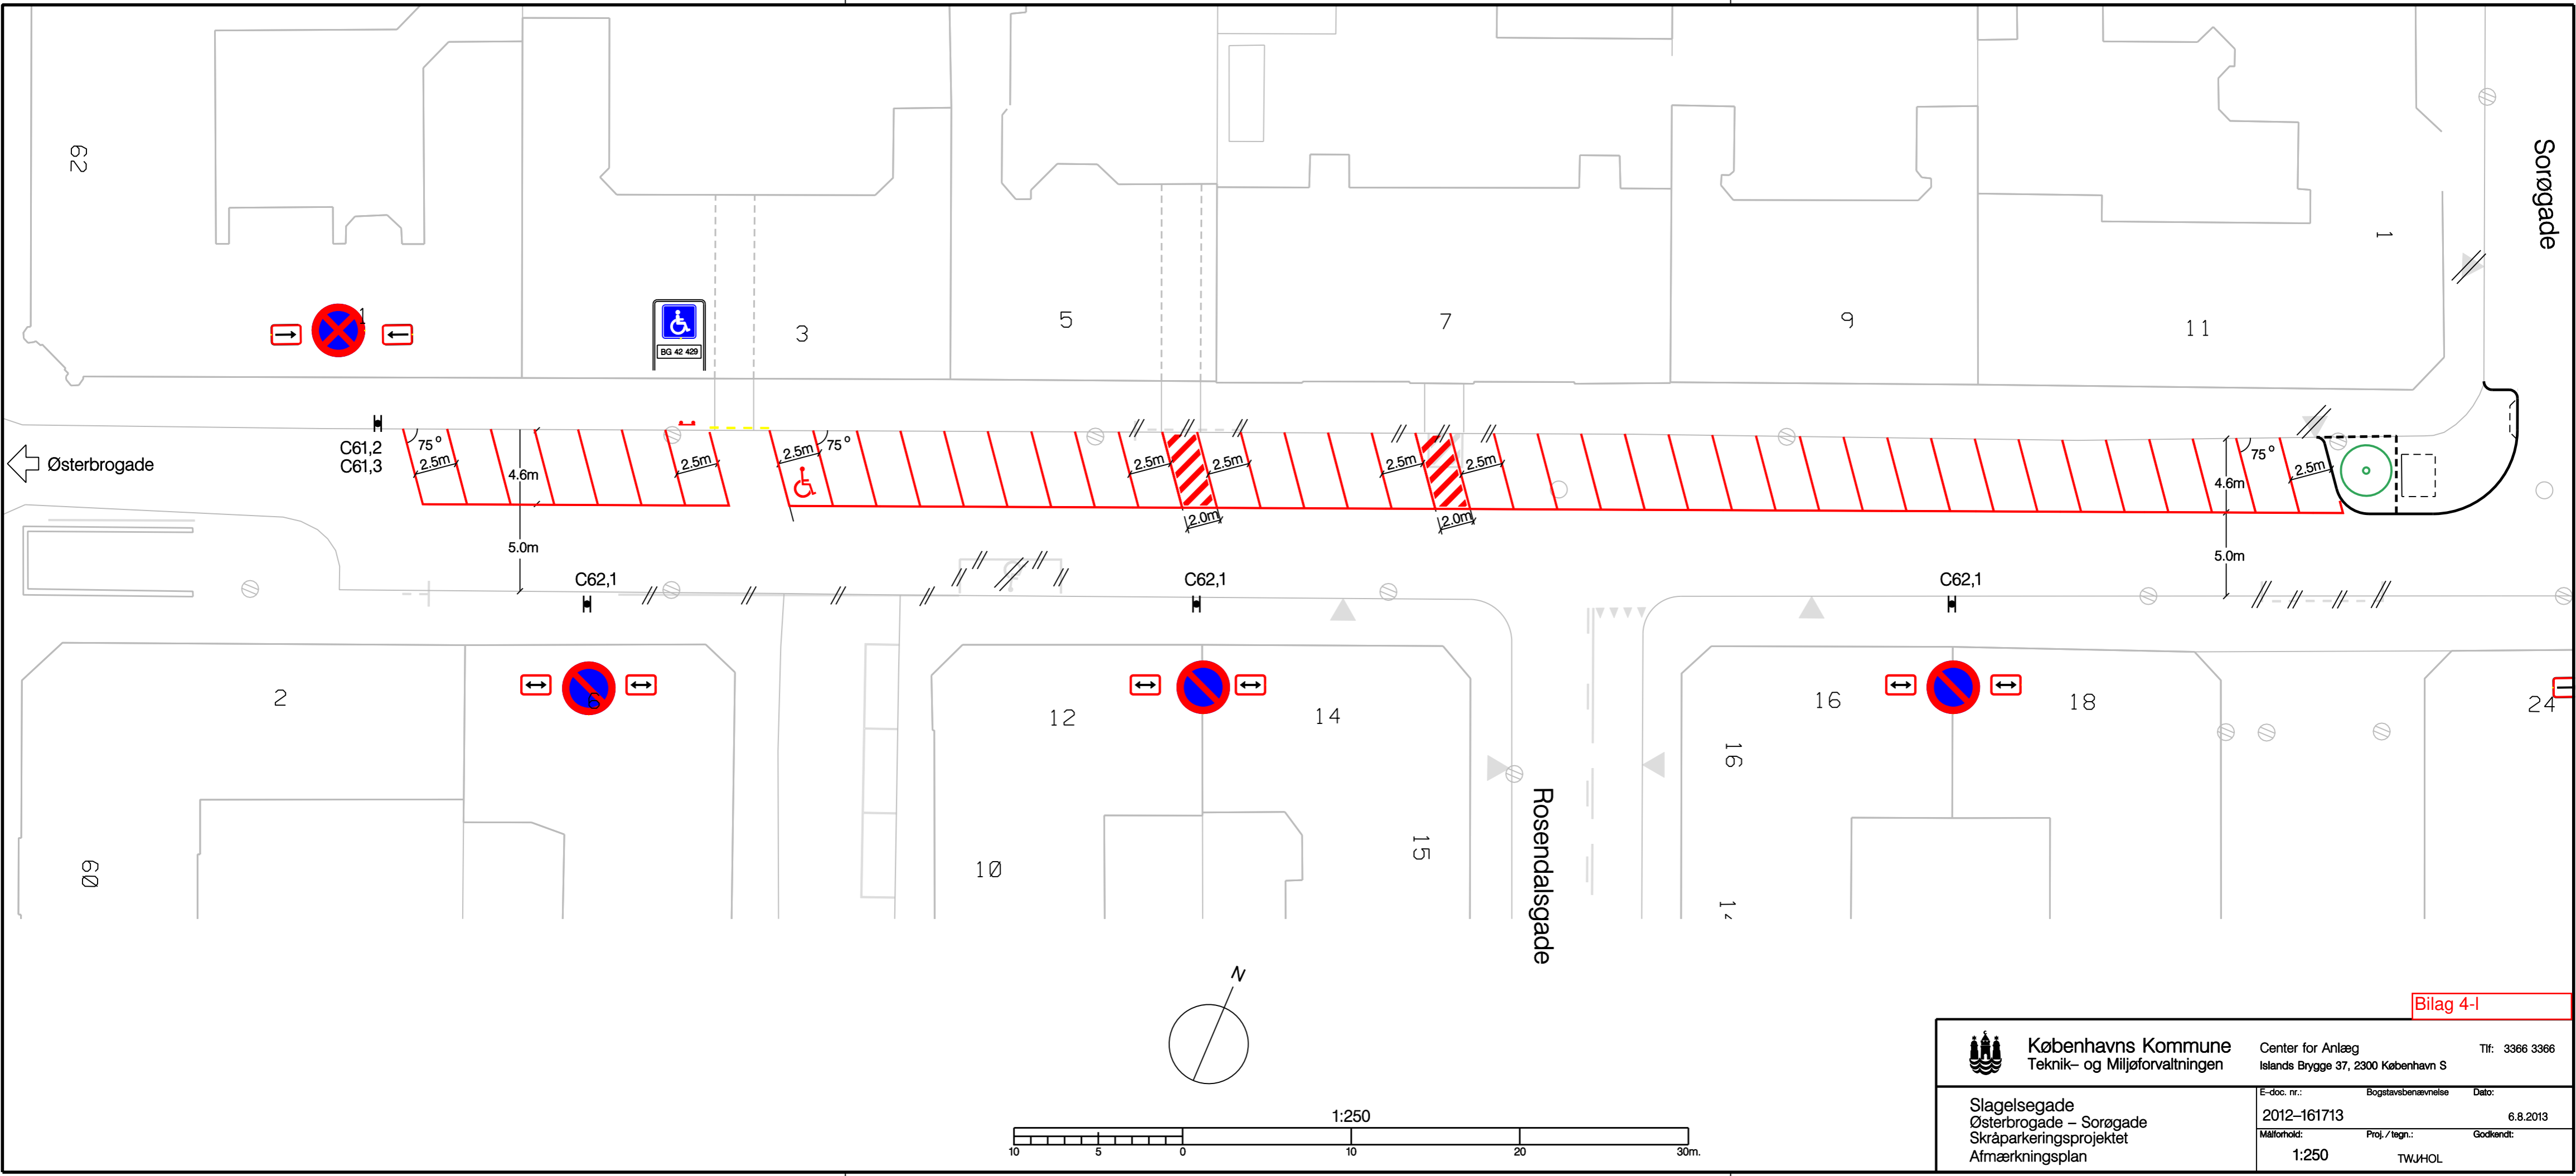 62
Sorøgade
1
1
BG 42 429
3
5
7
9
11
C61,2
C61,3
Østerbrogade
75°
2.5m
4.6m
2.5m
2.5m
75°
2.5m
2.5m
2.0m
2.5m
2.5m
2.0m
4.6m
75°
2.5m
5.0m
5.0m
C62,1
C62,1
C62,1
2
6
12
14
16
18
24
16
60
10
15
Rosendalsgade
N
1:250
10
5
0
10
20
30m.
Bilag 4-I
Københavns Kommune
Teknik– og Miljøforvaltningen
Center for Anlæg
Tlf: 3366 3366
Islands Brygge 37, 2300 København S
Slagelsegade
Østerbrogade – Sorøgade
Skråparkeringsprojektet
Afmærkningsplan
E–doc. nr.:
Bogstavsbenævnelse
Dato:
2012–161713
6.8.2013
Målforhold:
Proj. / tegn.:
Godkendt:
1:250
TWJ/HOL